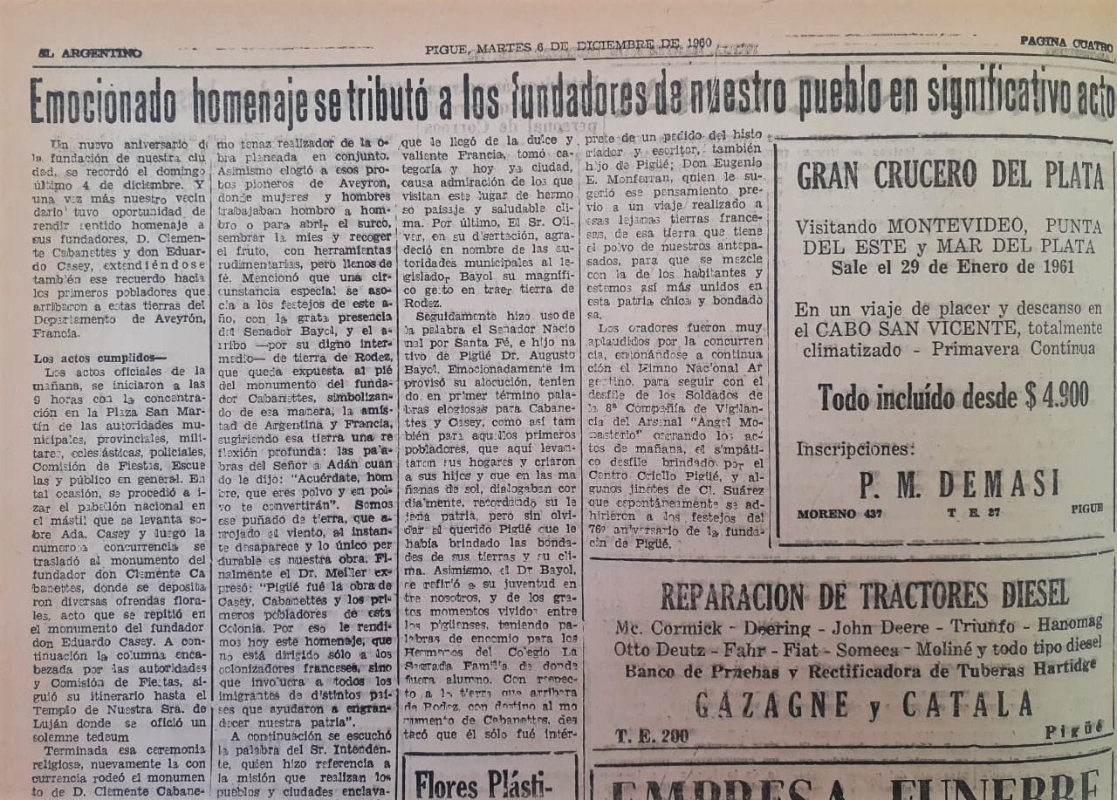 EL ARGENTINO
PIGUE, MARTES 6 DE DICIEMBRE DE 1960
PAGINA CUATRO
Emocionado homenaje se tributó a los fundadores de nuestro pueblo en significativo acto
Un nuevo aniversario d
la fundación de nuestra ciu
dad, se recordó el domingo
último 4 de diciembre. Y
una vez más nuestro vecin
dario tuvo oportunidad de
rendir sentido homenaje a
sus fundadores, D. Clemen-
te Cabanettes y don Eduar-
do Casey, extendiéndose
también ese recuerdo hacia
los primeros pobladores que
arribaron a estas tierras del
Departamento de Aveyrón,
Francia.
Los actos cumplidos—
Los actos oficiales de la
mañana, se iniciaron a las
9 horas con la concentra-
ción en la Plaza San Mar-
tín de las autoridades mu-
nicipales, provinciales, mili-
tares, eclesásticas, policiales,
Comisión de Fiestas, Escue
las y público en general. En
tal ocasión, se procedió a i-
zar el pabellón nacional en
el mástil que se levanta so-
bre Ada. Casey y luego la
numerosa concurrencia se
trasladó al monumento del
fundador don Clemente Ca
banettes, donde se deposita
ron diversas ofrendas flora-
les, acto que se repitió en
el monumento del fundador
don Eduardo Casey. A con-
tinuación la columna enca-
bezada por las autoridades
y Comisión de Fiestas, si-
guió su itinerario hasta el
Templo de Nuestra Sra. de
Luján donde se ofició un
solemne tedeum
Terminada esa ceremonia
religiosa, nuevamente la con
currencia rodeó el monumen
to de D. Clemente Cabane-
mo tenaz realizador de la o-
bra planeada en conjunto.
Asimismo elogió a esos pro-
bos pioneros de Aveyron,
donde mujeres y hombres
trabajaban hombro a hom-
bro o para abrir el surco,
sembrar la mies y recoger
el fruto, con herramientas
rudimentarias, pero llenos de
fé. Mencionó que una cir-
cunstancia especial se aso-
cia a los festejos de este a-
ño, con la grata presencia
del Senador Bayol, y el a-
rribo —por su digno inter-
medio— de tierra de Rodez,
que queda expuesta al pié
del monumento del funda-
dor Cabanettes, simbolizan-
do de esa manera, la amis-
tad de Argentina y Francia,
sugiriendo esa tierra una re
flexión profunda: las pala-
bras del Señor a Adán cuan
do le dijo: "Acuérdate, hom
bre, que eres polvo y en pol-
vo te convertirán". Somos
ese puñado de tierra, que a-
rrojado al viento, al instan-
te desaparece y lo único per
durable es nuestra obra. Fi-
nalmente el Dr. Meiller ex-
presó: "Pigüé fué la obra de
Casey, Cabanettes y los pri-
meros pobladores de esta
Colonia. Por eso le rendi-
mos hoy este homenaje, que
no está dirigido sólo a los
colonizadores franceses, sino
que involucra a todos los
imigrantes de distintos paí-
ses que ayudaron a engran-
decer nuestra patria".
A continuación se escuchó
la palabra del Sr. Intenden-
te, quien hizo referencia a
la misión que realizan los
pueblos y ciudades enclava-
que le llegó de la dulce y
valiente Francia, tomó ca-
tegoría y hoy ya ciudad,
causa admiración de los que
visitan este lugar de hermo
so paisaje y saludable cli-
ma. Por último, El Sr. Oli-
ver, en su disertación, agra-
deció en nombre de las au-
toridades municipales al le-
gislador Bayol su magnífi-
co gesto en traer tierra de
Rodez.
Seguidamente hizo uso de
la palabra el Senador Nacio
nal por Santa Fé, e hijo na
tivo de Pigüé Dr. Augusto
Bayol. Emocionadamente im
provisó su alocución, tenien
do en primer término pala-
bras elogiosas para Cabane-
ttes y Casey, como así tam
bién para aquellos primeros
pobladores, que aquí levan-
taron sus hogares y criaron
a sus hijos y que en las ma
ñanas de sol, dialogaban cor
dialmente, recordando su le
jana patria, pero sin olvi-
dar al querido Pigüé que le
había brindado las bonda-
des de sus tierras y su cli-
ma. Asimismo, el Dr Bayol,
se refirió a su juventud en
tre nosotros, y de los gra-
tos momentos vividos entre
los pigüenses, teniendo pa-
labras de encomio para los
Hermanos del Colegio La
Sagrada Familia de donde
fuera alumno. Con respec-
to a la tierra que arribara
de Rodez, con destino al mo
numento de Cabanettes, des
tacó que él sólo fué intér-
prete de un pedido del histo
riador y escritor, también
hijo de Pigüé; Don Eugenio
E. Monferran, quien le su-
gerió ese pensamiento pre-
vio a un viaje realizado a
esas lejanas tierras france-
sas, de esa tierra que tiene
el polvo de nuestros antepa-
sados, para que se mezcle
con la de los habitantes y
estemos así más unidos en
esta patria chica y bondado
sa.
Los oradores fueron muy
aplaudidos por la concurren
cia, entonándose a continua
ción el Himno Nacional Ar
gentino, para seguir con el
desfile de los Soldados de
la 8ª Compañía de Vigilan-
cia del Arsenal "Angel Mo-
nasterio" cerrando los ac-
tos de mañana, el simpáti-
co desfile brindado por el
Centro Criollo Pigüé, y al-
gunos jinetes de Cl. Suárez
que espontáneamente se ad-
hirieron a los festejos del
76º aniversario de la funda-
ción de Pigüé.
GRAN CRUCERO DEL PLATA
Visitando MONTEVIDEO, PUNTA
DEL ESTE y MAR DEL PLATA
Sale el 29 de Enero de 1961
En un viaje de placer y descanso en
el CABO SAN VICENTE, totalmente
climatizado - Primavera Contínua
Todo incluído desde $ 4.900
Inscripciones:
P. M. DEMASI
MORENO 437 T E. 27 PIGUE
REPARACION DE TRACTORES DIESEL
Mc. Cormick - Deering - John Deere - Triunfo - Hanomag
Otto Deutz - Fahr - Fiat - Someca - Moliné y todo tipo diesel
Banco de Pruebas y Rectificadora de Tuberas Hartidge
GAZAGNE y CATALA
T. E. 200 Pigüé
Flores Plásti-
EMPRESA FUNEBRE